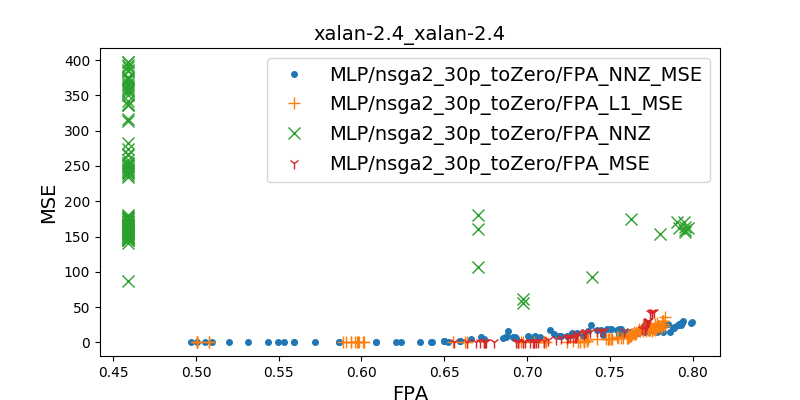 xalan-2.4_xalan-2.4
MLP/nsga2_30p_toZero/FPA_NNZ_MSE
MLP/nsga2_30p_toZero/FPA_L1_MSE
MLP/nsga2_30p_toZero/FPA_NNZ
MLP/nsga2_30p_toZero/FPA_MSE
MSE
400
350
300
250
200
150
100
50
0
0.45 0.50 0.55 0.60 0.65 0.70 0.75 0.80
FPA